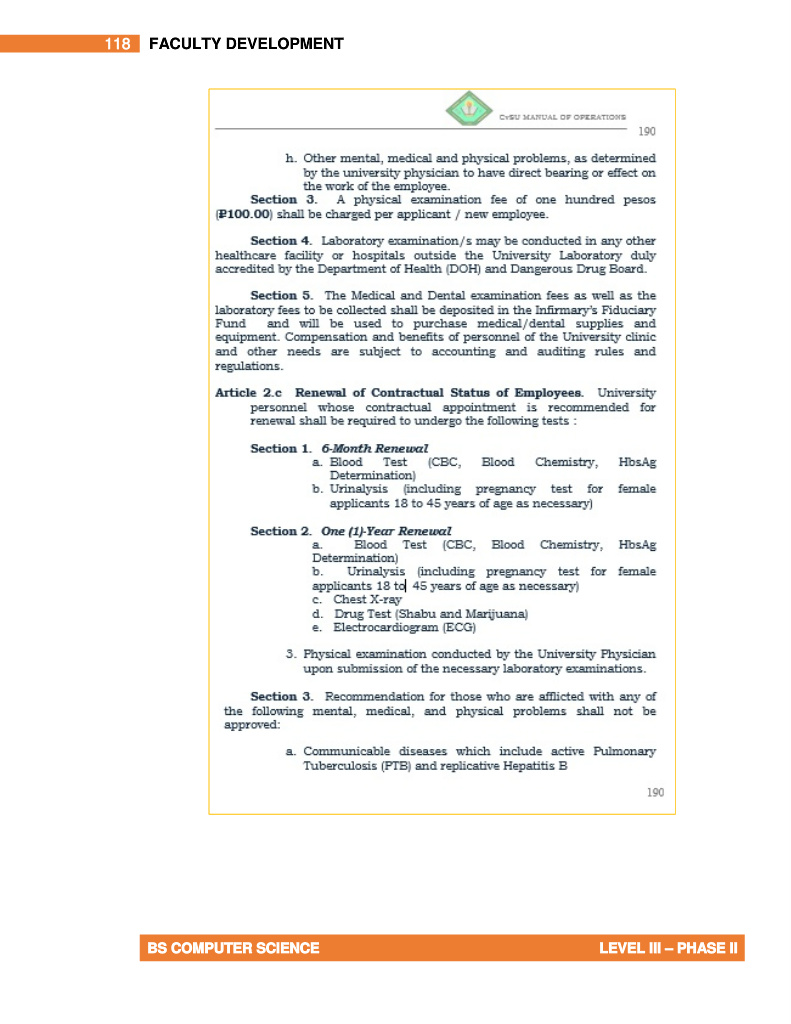 118 FACULTY DEVELOPMENT
CvSU MANUAL OF OPERATIONS
190
h. Other mental, medical and physical problems, as determined
by the university physician to have direct bearing or effect on
the work of the employee.
Section 3. A physical examination fee of one hundred pesos
(₱100.00) shall be charged per applicant / new employee.
Section 4. Laboratory examination/s may be conducted in any other
healthcare facility or hospitals outside the University Laboratory duly
accredited by the Department of Health (DOH) and Dangerous Drug Board.
Section 5. The Medical and Dental examination fees as well as the
laboratory fees to be collected shall be deposited in the Infirmary's Fiduciary
Fund and will be used to purchase medical/dental supplies and
equipment. Compensation and benefits of personnel of the University clinic
and other needs are subject to accounting and auditing rules and
regulations.
Article 2.c Renewal of Contractual Status of Employees. University
personnel whose contractual appointment is recommended for
renewal shall be required to undergo the following tests :
Section 1. 6-Month Renewal
a. Blood Test (CBC, Blood Chemistry, HbsAg
Determination)
b. Urinalysis (including pregnancy test for female
applicants 18 to 45 years of age as necessary)
Section 2. One (1)-Year Renewal
a. Blood Test (CBC, Blood Chemistry, HbsAg
Determination)
b. Urinalysis (including pregnancy test for female
applicants 18 to 45 years of age as necessary)
c. Chest X-ray
d. Drug Test (Shabu and Marijuana)
e. Electrocardiogram (ECG)
3. Physical examination conducted by the University Physician
upon submission of the necessary laboratory examinations.
Section 3. Recommendation for those who are afflicted with any of
the following mental, medical, and physical problems shall not be
approved:
a. Communicable diseases which include active Pulmonary
Tuberculosis (PTB) and replicative Hepatitis B
190
BS COMPUTER SCIENCE LEVEL III – PHASE II